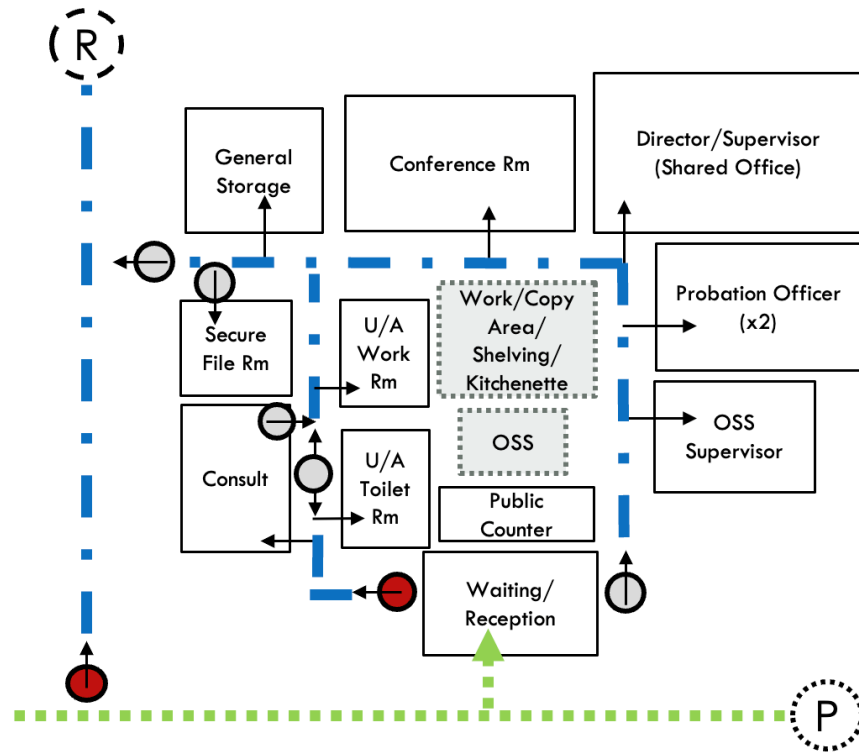 R
General
Storage
Conference Rm
Director/Supervisor
(Shared Office)
Secure
File Rm
U/A
Work
Rm
Work/Copy
Area/
Shelving/
Kitchenette
Probation Officer
(x2)
Consult
U/A
Toilet
Rm
OSS
OSS
Supervisor
Public
Counter
Waiting/
Reception
P